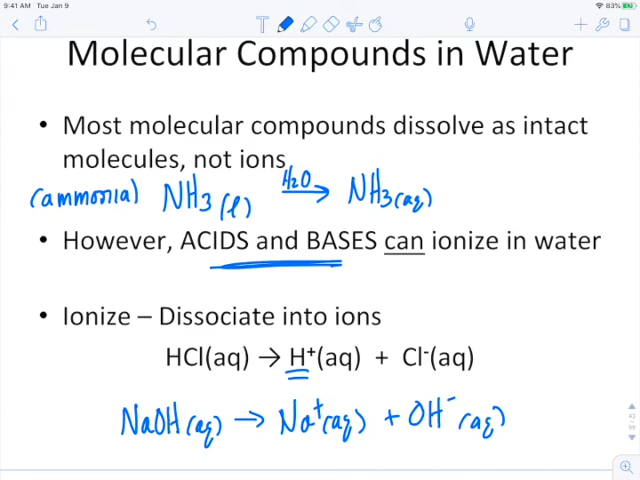 9:41 AM Tue Jan 9 83%
Molecular Compounds in Water
• Most molecular compounds dissolve as intact
molecules, not ions
(ammonia) NH3(l) H2O→ NH3(aq)
• However, ACIDS and BASES can ionize in water
• Ionize – Dissociate into ions
HCl(aq) → H⁺(aq) + Cl⁻(aq)
NaOH(aq) → Na⁺(aq) + OH⁻(aq)